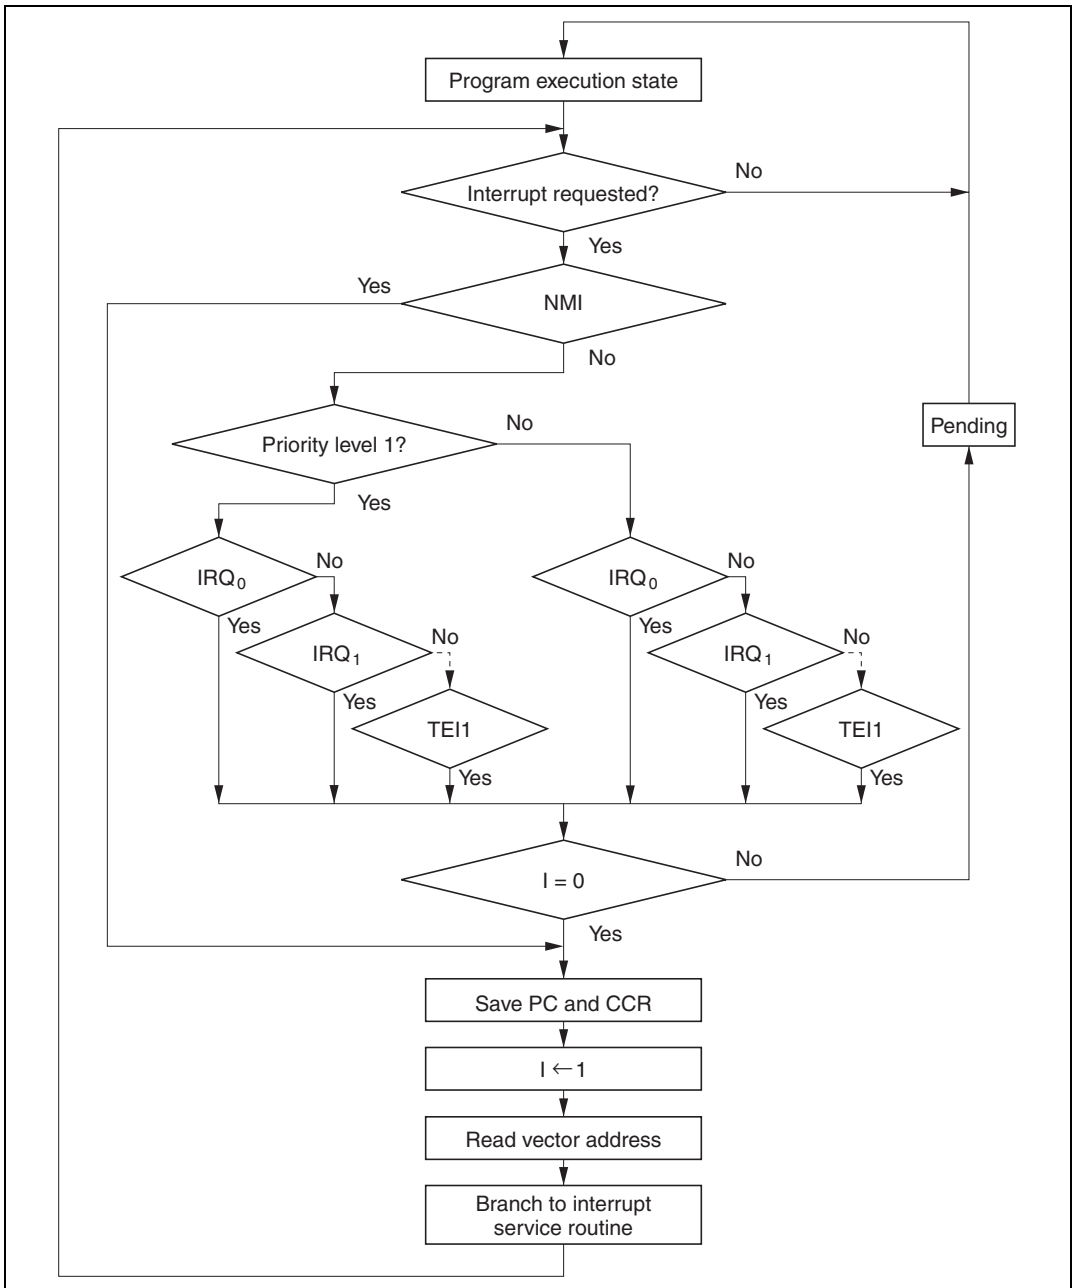 Program execution state
Interrupt requested?
No
Yes
Yes
NMI
No
Pending
Priority level 1?
No
Yes
IRQ0
No
IRQ0
No
Yes
IRQ1
No
Yes
IRQ1
No
Yes
TEI1
Yes
TEI1
Yes
Yes
I = 0
No
Yes
Save PC and CCR
I ←1
Read vector address
Branch to interrupt
service routine